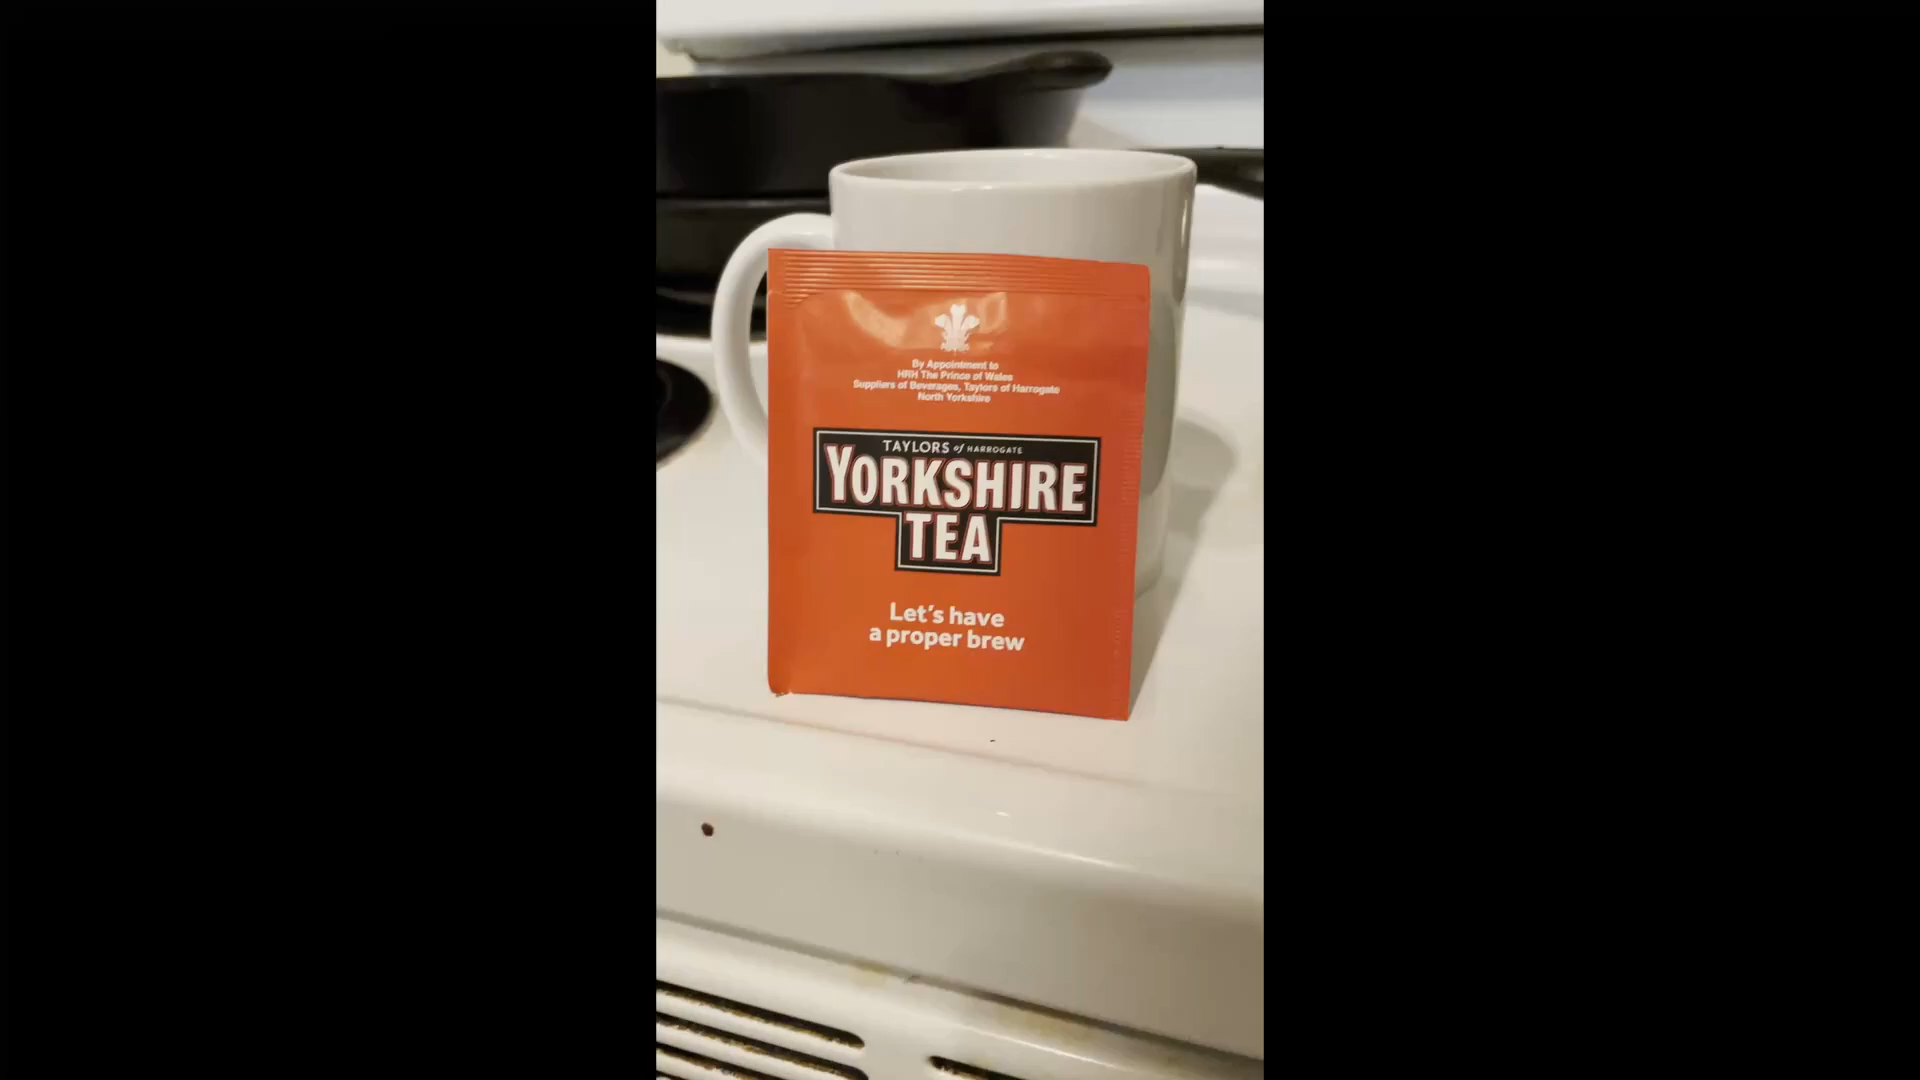 By Appointment to
HRH The Prince of Wales
Suppliers of Beverages, Taylors of Harrogate
North Yorkshire
TAYLORS of HARROGATE
YORKSHIRE
TEA
Let's have
a proper brew